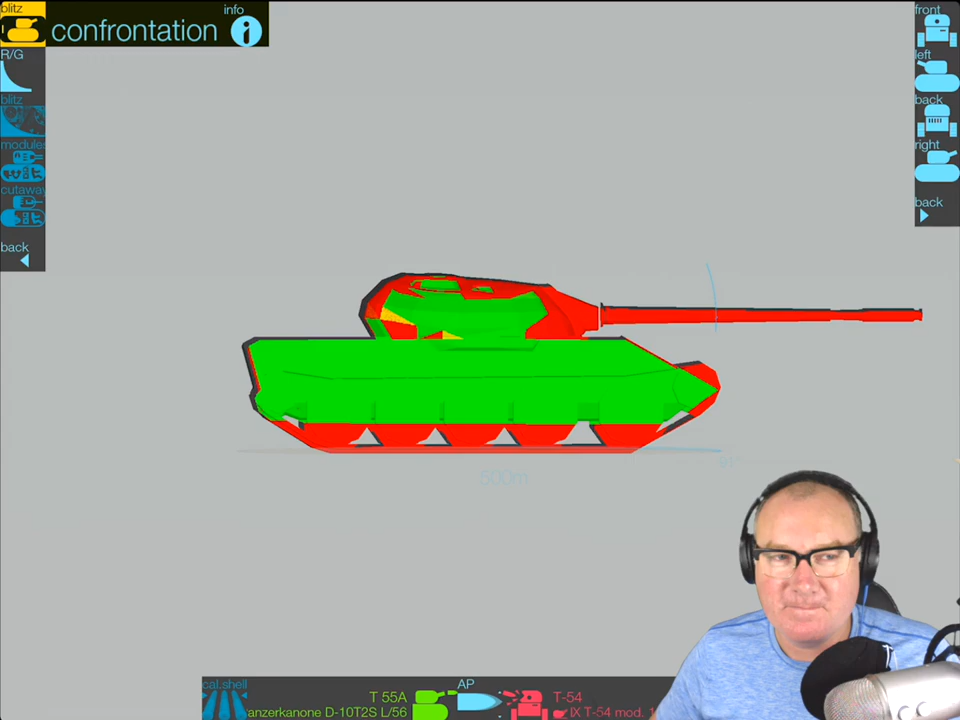 blitz
confrontation
info
i
R/G
blitz
modules
cutaway
back
front
left
back
right
back
500m
91°
cal.shell
T 55A
anzerkanone D-10T2S L/56
AP
T-54
IX T-54 mod. 1